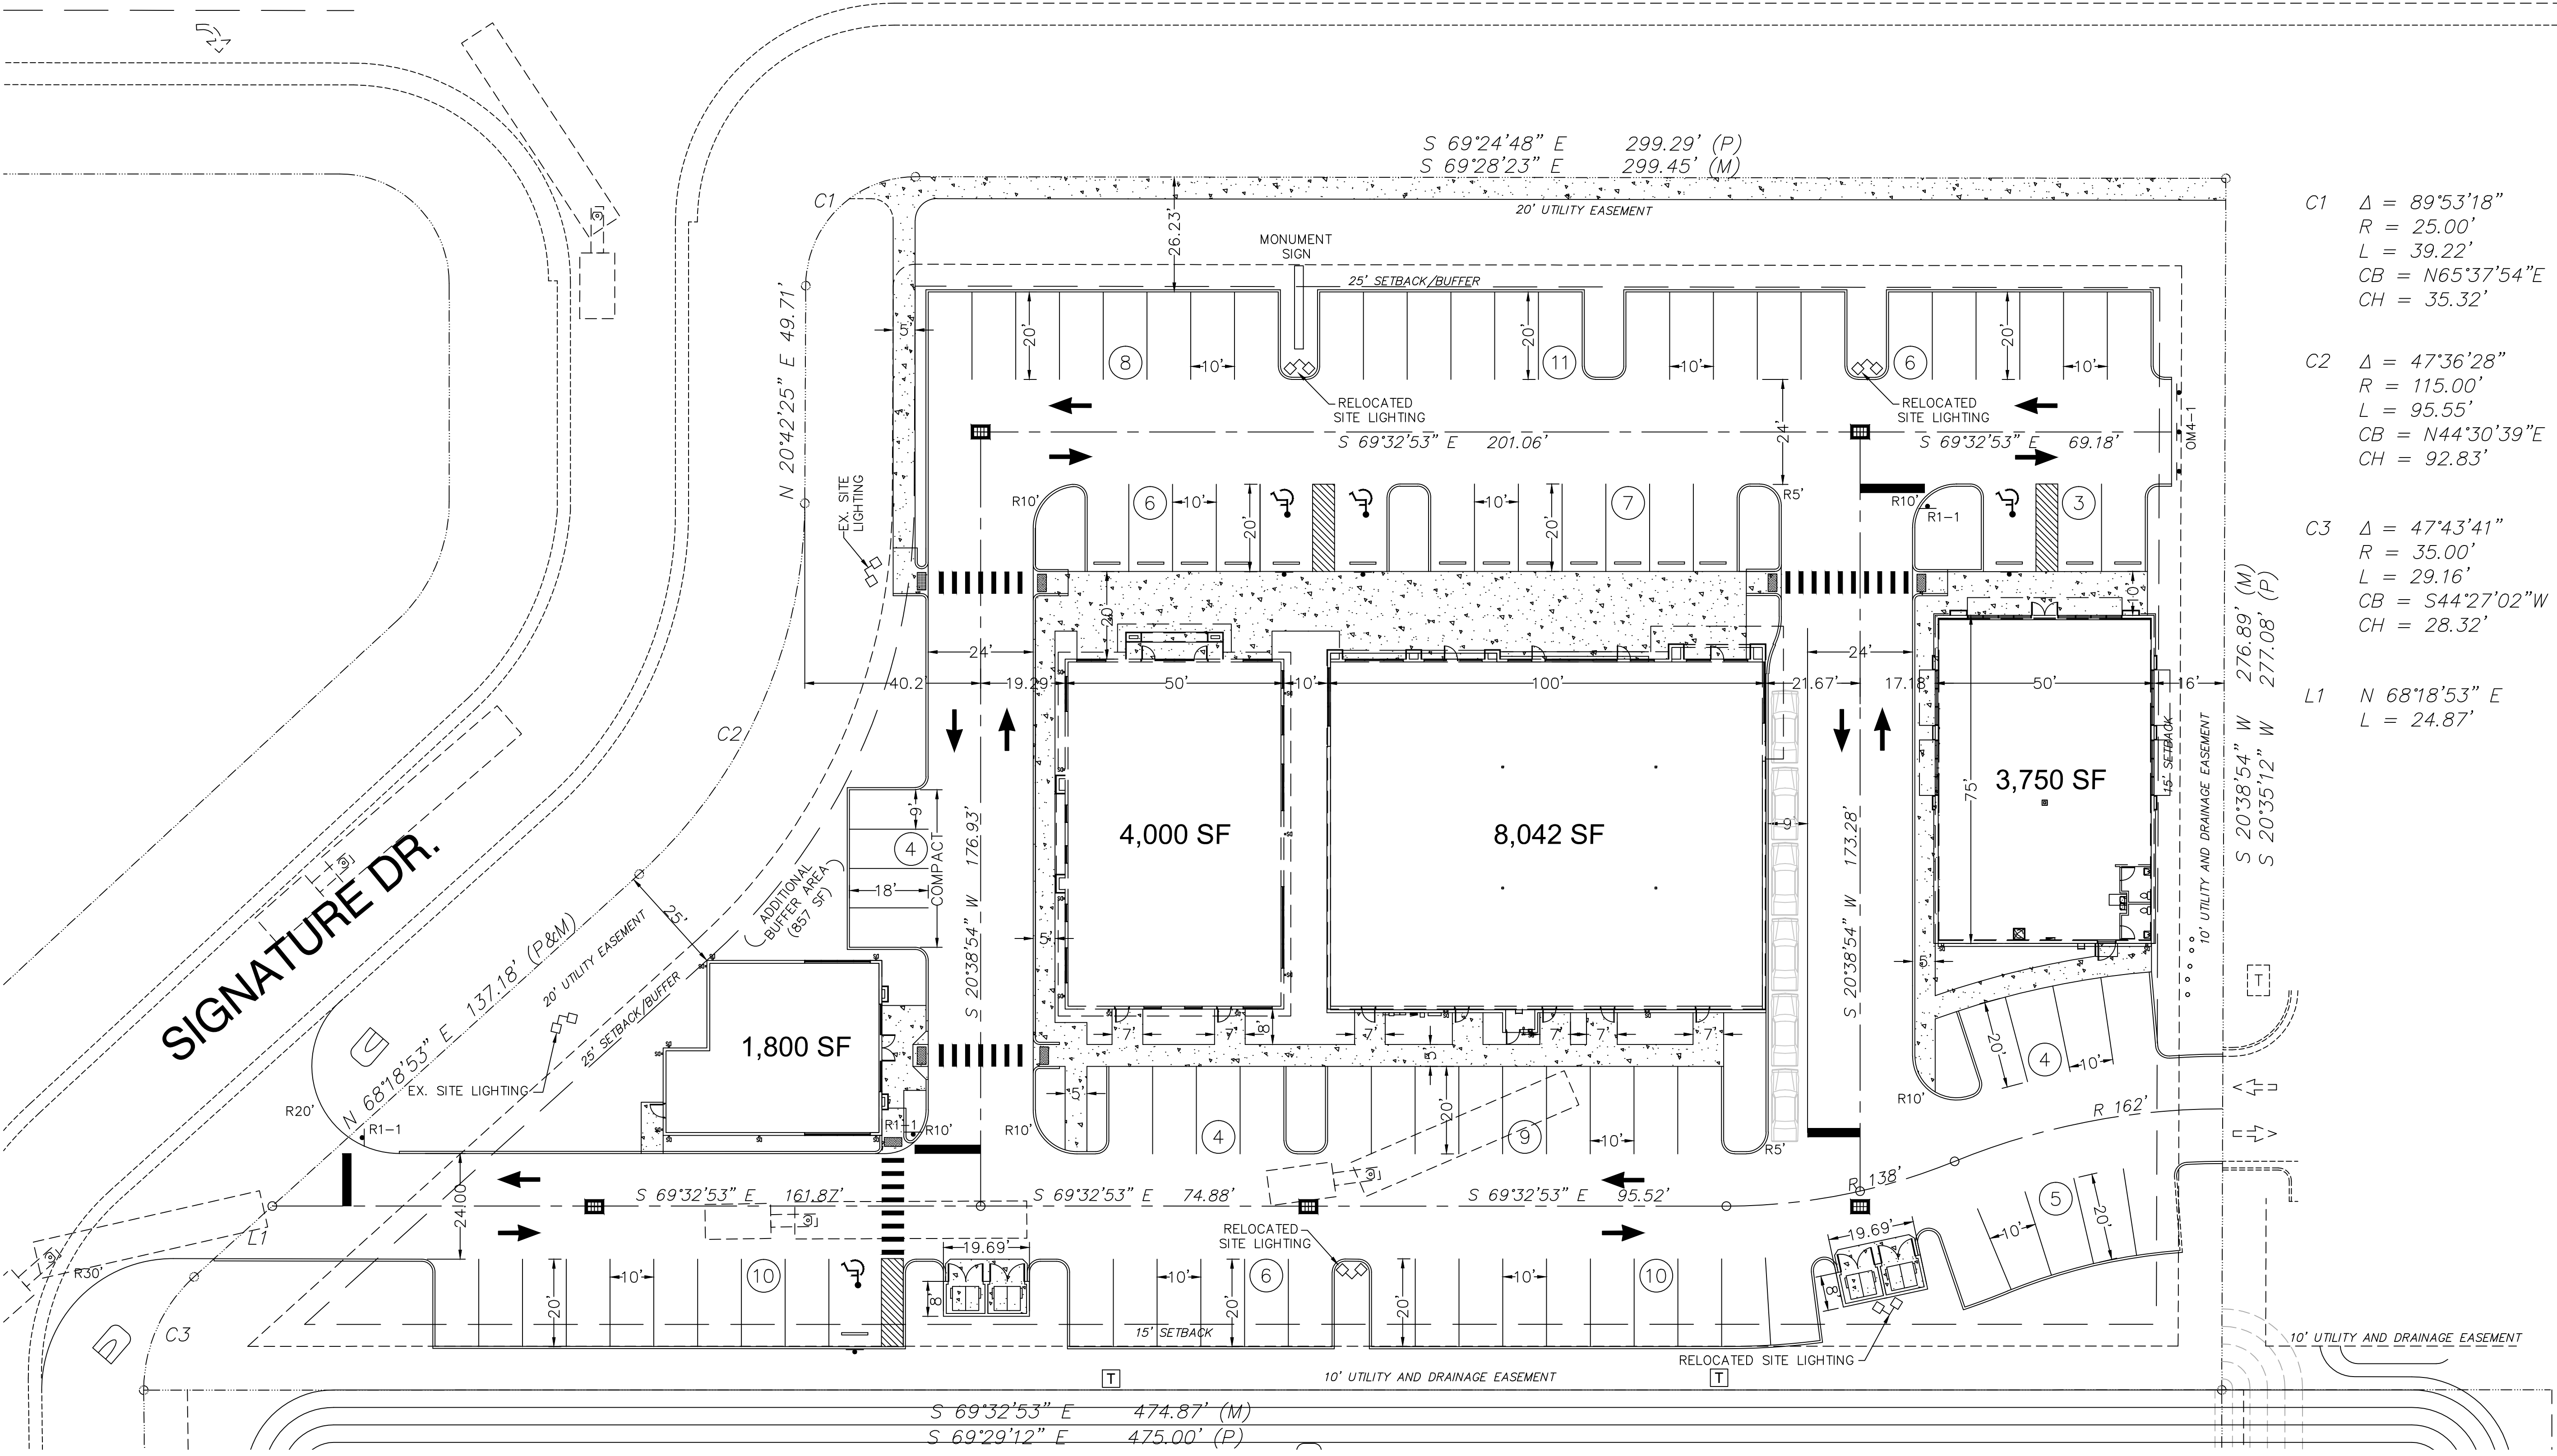 S 69°24'48" E 299.29' (P)
S 69°28'23" E 299.45' (M)
C1
20' UTILITY EASEMENT
26.23'
MONUMENT
SIGN
25' SETBACK/BUFFER
N 20°42'25" E 49.71'
5'
20'
8
10'
20'
11
10'
6
20'
10'
RELOCATED
SITE LIGHTING
RELOCATED
SITE LIGHTING
24'
S 69°32'53" E 201.06'
S 69°32'53" E 69.18'
OM4-1
EX. SITE
LIGHTING
R10'
6
10'
20'
10'
20'
7
R5'
R10'
R1-1
3
20'
10'
24'
24'
40.2'
19.29'
50'
10'
100'
21.67'
17.18'
50'
16'
C2
4,000 SF
8,042 SF
3,750 SF
75'
15' SETBACK
10' UTILITY AND DRAINAGE EASEMENT
S 20°38'54" W 276.89' (M)
S 20°35'12" W 277.08' (P)
9'
4
COMPACT
18'
S 20°38'54" W 176.93'
9'
S 20°38'54" W 173.28'
ADDITIONAL
BUFFER AREA
(857 SF)
SIGNATURE DR.
25'
N 68°18'53" E 137.18' (P&M)
20' UTILITY EASEMENT
25' SETBACK/BUFFER
5'
5'
T
1,800 SF
EX. SITE LIGHTING
7'
7'
8'
7'
7'
7'
5'
R20'
R1-1
R1-1
R10'
R10'
5'
4
20'
9
10'
R5'
R10'
20'
4
10'
R 162'
24.00'
S 69°32'53" E 161.87'
S 69°32'53" E 74.88'
S 69°32'53" E 95.52'
R 138'
5
10'
20'
L1
R30'
RELOCATED
SITE LIGHTING
19.69'
19.69'
20'
10'
10
8'
10'
6
20'
20'
10'
10
8'
C3
15' SETBACK
RELOCATED SITE LIGHTING
10' UTILITY AND DRAINAGE EASEMENT
T
10' UTILITY AND DRAINAGE EASEMENT
T
S 69°32'53" E 474.87' (M)
S 69°29'12" E 475.00' (P)
C1 Δ = 89°53'18"
R = 25.00'
L = 39.22'
CB = N65°37'54"E
CH = 35.32'
C2 Δ = 47°36'28"
R = 115.00'
L = 95.55'
CB = N44°30'39"E
CH = 92.83'
C3 Δ = 47°43'41"
R = 35.00'
L = 29.16'
CB = S44°27'02"W
CH = 28.32'
L1 N 68°18'53" E
L = 24.87'